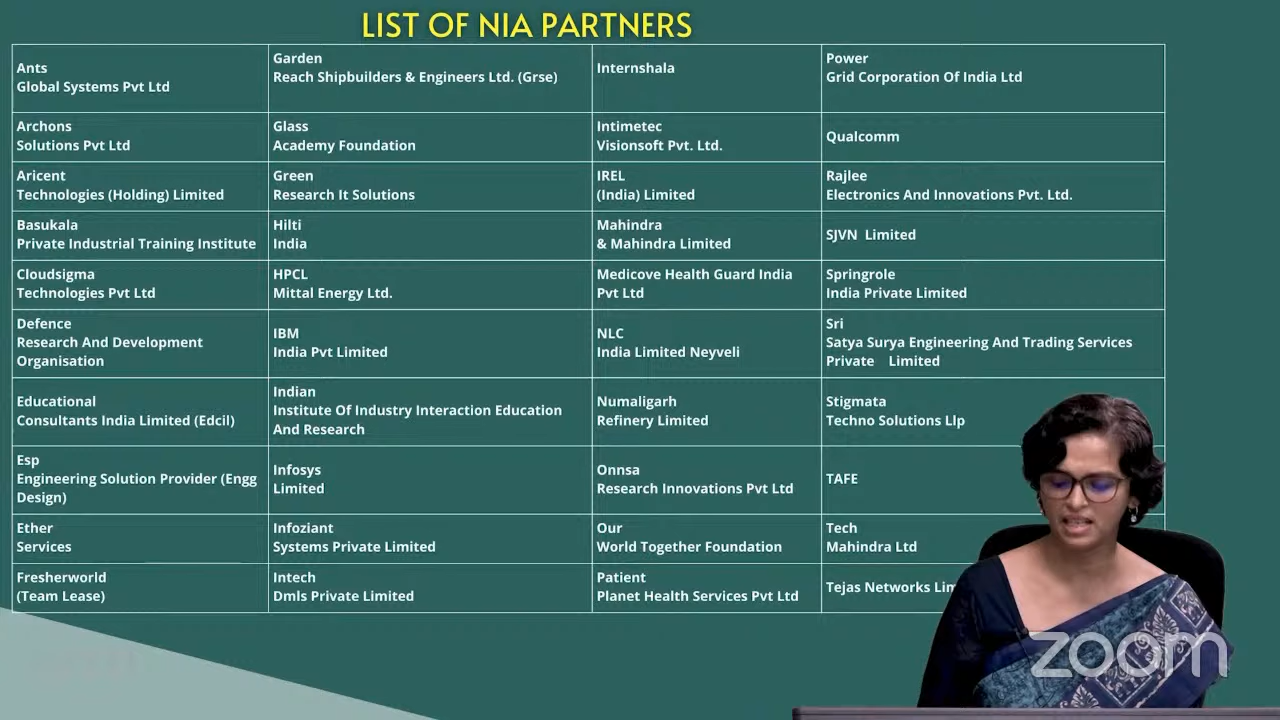 LIST OF NIA PARTNERS
Ants
Global Systems Pvt Ltd
Garden
Reach Shipbuilders & Engineers Ltd. (Grse)
Internshala
Power
Grid Corporation Of India Ltd
Archons
Solutions Pvt Ltd
Glass
Academy Foundation
Intimetec
Visionsoft Pvt. Ltd.
Qualcomm
Aricent
Technologies (Holding) Limited
Green
Research It Solutions
IREL
(India) Limited
Rajlee
Electronics And Innovations Pvt. Ltd.
Basukala
Private Industrial Training Institute
Hilti
India
Mahindra
& Mahindra Limited
SJVN Limited
Cloudsigma
Technologies Pvt Ltd
HPCL
Mittal Energy Ltd.
Medicove Health Guard India
Pvt Ltd
Springrole
India Private Limited
Defence
Research And Development
Organisation
IBM
India Pvt Limited
NLC
India Limited Neyveli
Sri
Satya Surya Engineering And Trading Services
Private Limited
Educational
Consultants India Limited (Edcil)
Indian
Institute Of Industry Interaction Education
And Research
Numaligarh
Refinery Limited
Stigmata
Techno Solutions Llp
Esp
Engineering Solution Provider (Engg
Design)
Infosys
Limited
Onnsa
Research Innovations Pvt Ltd
TAFE
Ether
Services
Infoziant
Systems Private Limited
Our
World Together Foundation
Tech
Mahindra Ltd
Fresherworld
(Team Lease)
Intech
Dmls Private Limited
Patient
Planet Health Services Pvt Ltd
Tejas Networks
zoom